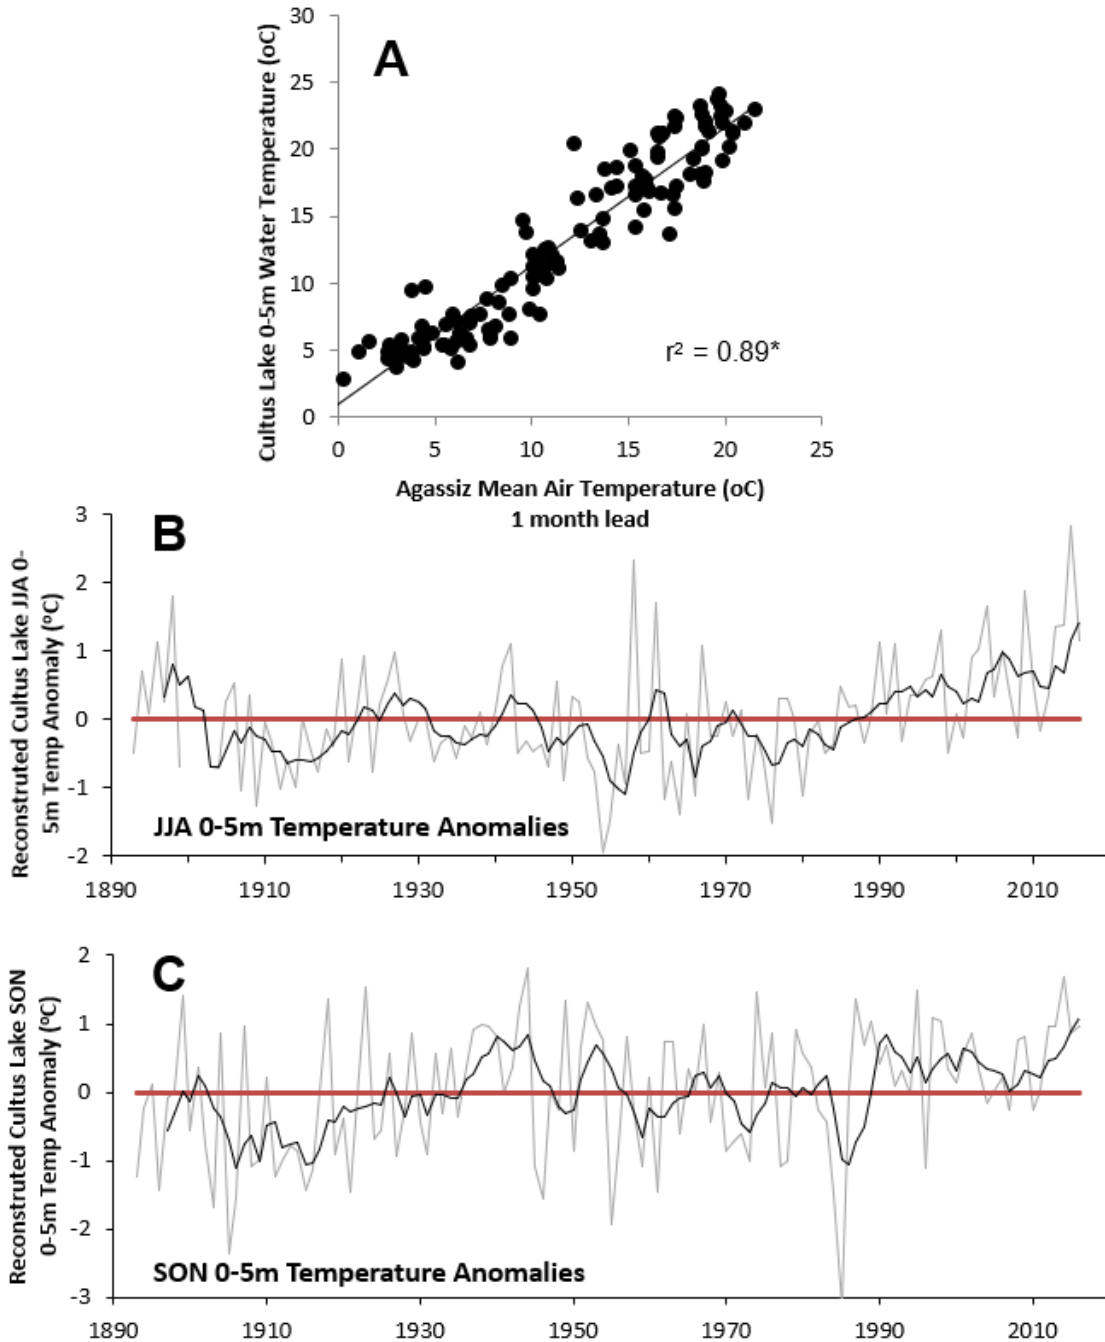 A
Cultus Lake 0-5m Water Temperature (oC)
30
25
20
15
10
5
0
r² = 0.89*
0 5 10 15 20 25
Agassiz Mean Air Temperature (oC)
1 month lead
B
Reconstruted Cultus Lake JJA 0-
5m Temp Anomaly (ºC)
3
2
1
0
-1
-2
JJA 0-5m Temperature Anomalies
1890 1910 1930 1950 1970 1990 2010
C
Reconstruted Cultus Lake SON
0-5m Temp Anomaly (ºC)
2
1
0
-1
-2
-3
SON 0-5m Temperature Anomalies
1890 1910 1930 1950 1970 1990 2010